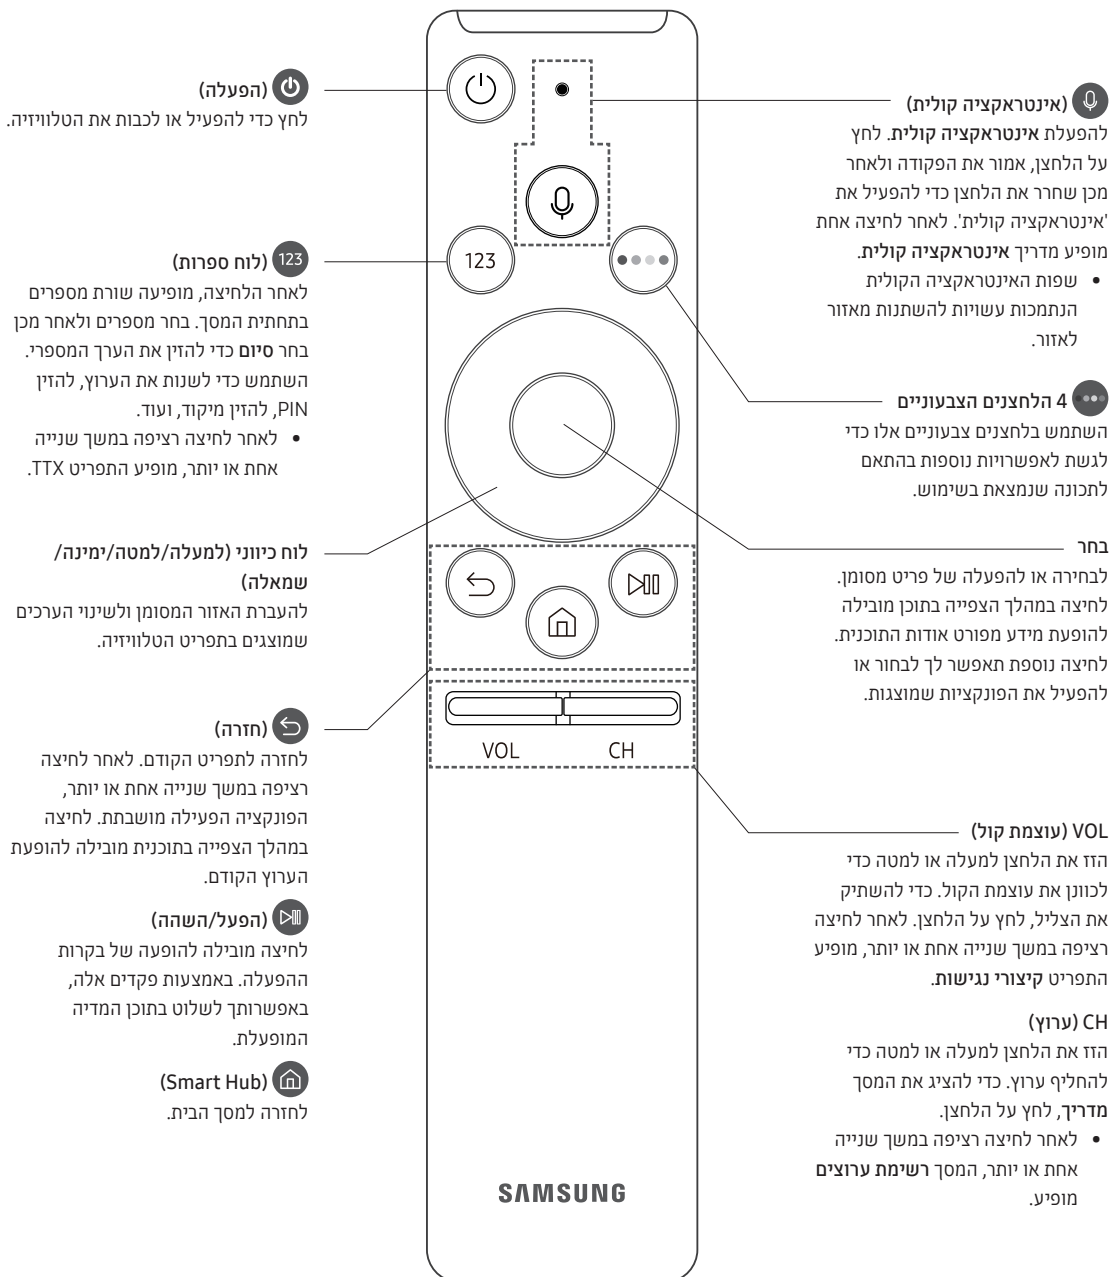 (הפעלה)
לחץ כדי להפעיל או לכבות את הטלוויזיה.
123 (לוח ספרות)
לאחר הלחיצה, מופיעה שורת מספרים
בתחתית המסך. בחר מספרים ולאחר מכן
בחר סיום כדי להזין את הערך המספרי.
השתמש כדי לשנות את הערוץ, להזין
PIN, להזין מיקוד, ועוד.
• לאחר לחיצה רציפה במשך שנייה
אחת או יותר, מופיע התפריט TTX.
לוח כיווני (למעלה/למטה/ימינה/
שמאלה)
להעברת האזור המסומן ולשינוי הערכים
שמוצגים בתפריט הטלוויזיה.
(חזרה)
לחזרה לתפריט הקודם. לאחר לחיצה
רציפה במשך שנייה אחת או יותר,
הפונקציה הפעילה מושבתת. לחיצה
במהלך הצפייה בתוכנית מובילה להופעת
הערוץ הקודם.
(הפעל/השהה)
לחיצה מובילה להופעה של בקרות
ההפעלה. באמצעות פקדים אלה,
באפשרותך לשלוט בתוכן המדיה
המופעלת.
(Smart Hub)
לחזרה למסך הבית.
123
VOL
CH
SAMSUNG
(אינטראקציה קולית)
להפעלת אינטראקציה קולית. לחץ
על הלחצן, אמור את הפקודה ולאחר
מכן שחרר את הלחצן כדי להפעיל את
'אינטראקציה קולית'. לאחר לחיצה אחת
מופיע מדריך אינטראקציה קולית.
• שפות האינטראקציה הקולית
הנתמכות עשויות להשתנות מאזור
לאזור.
4 הלחצנים הצבעוניים
השתמש בלחצנים צבעוניים אלו כדי
לגשת לאפשרויות נוספות בהתאם
לתכונה שנמצאת בשימוש.
בחר
לבחירה או להפעלה של פריט מסומן.
לחיצה במהלך הצפייה בתוכן מובילה
להופעת מידע מפורט אודות התוכנית.
לחיצה נוספת תאפשר לך לבחור או
להפעיל את הפונקציות שמוצגות.
VOL (עוצמת קול)
הזז את הלחצן למעלה או למטה כדי
לכוונן את עוצמת הקול. כדי להשתיק
את הצליל, לחץ על הלחצן. לאחר לחיצה
רציפה במשך שנייה אחת או יותר, מופיע
התפריט קיצורי נגישות.
CH (ערוץ)
הזז את הלחצן למעלה או למטה כדי
להחליף ערוץ. כדי להציג את המסך
מדריך, לחץ על הלחצן.
• לאחר לחיצה רציפה במשך שנייה
אחת או יותר, המסך רשימת ערוצים
מופיע.